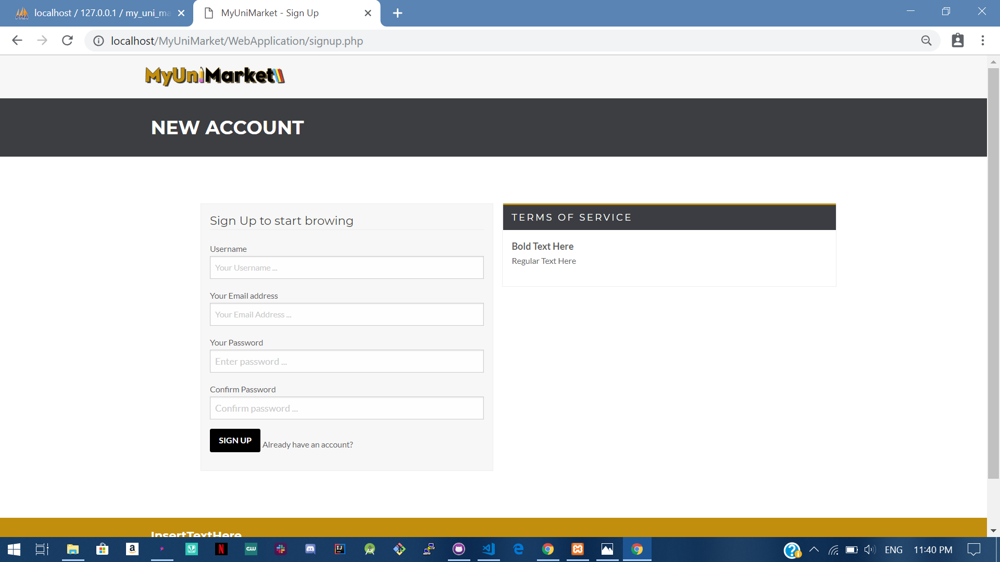 localhost / 127.0.0.1 / my_uni_ma
MyUniMarket - Sign Up
localhost/MyUniMarket/WebApplication/signup.php
MyUniMarket
NEW ACCOUNT
Sign Up to start browing
Username
Your Username ...
Your Email address
Your Email Address ...
Your Password
Enter password ...
Confirm Password
Confirm password ...
SIGN UP Already have an account?
TERMS OF SERVICE
Bold Text Here
Regular Text Here
InsertTextHere
ENG 11:40 PM